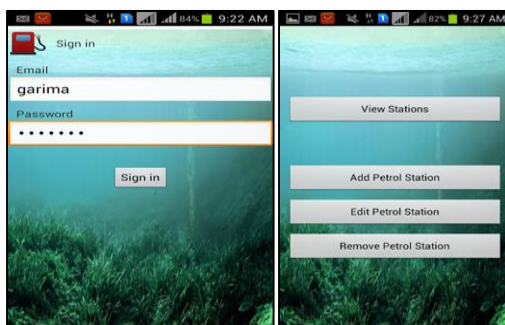 84% 9:22 AM
Sign in
Email
garima
Password
•••••••
Sign in
82% 9:27 AM
View Stations
Add Petrol Station
Edit Petrol Station
Remove Petrol Station